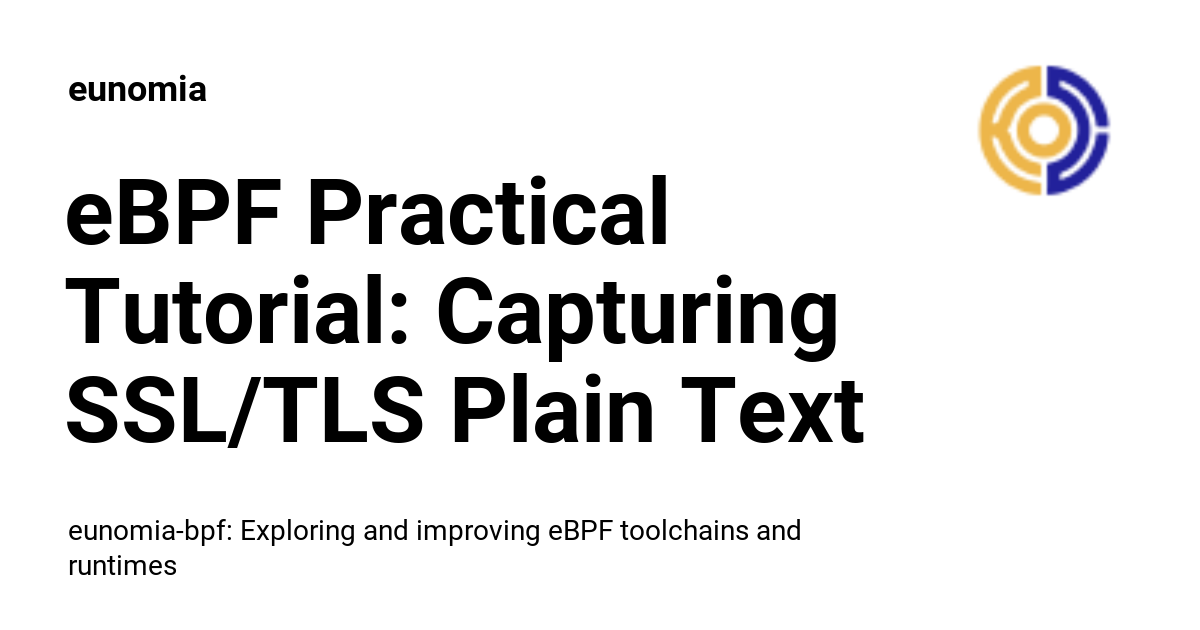 eunomia
eBPF Practical
Tutorial: Capturing
SSL/TLS Plain Text
eunomia-bpf: Exploring and improving eBPF toolchains and
runtimes